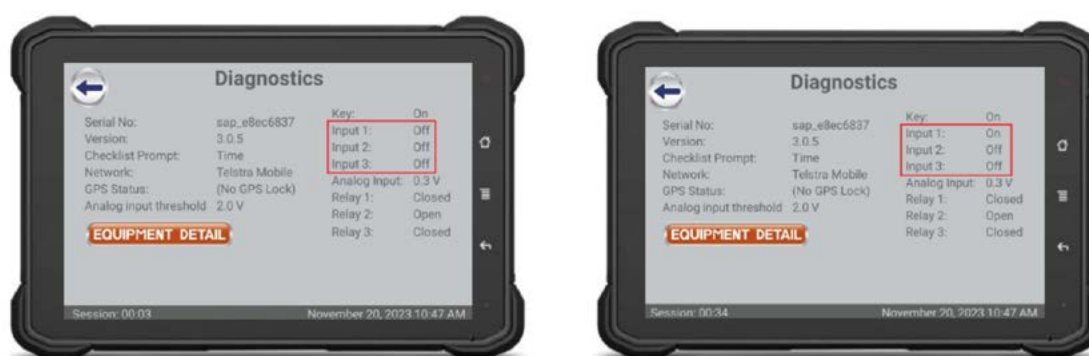 Diagnostics
Serial No: sap_e8ec6837
Version: 3.0.5
Checklist Prompt: Time
Network: Telstra Mobile
GPS Status: (No GPS Lock)
Analog input threshold 2.0 V
EQUIPMENT DETAIL
Key: On
Input 1: Off
Input 2: Off
Input 3: Off
Analog Input: 0.3 V
Relay 1: Closed
Relay 2: Open
Relay 3: Closed
Session: 00:03 November 20, 2023 10:47 AM
Diagnostics
Serial No: sap_e8ec6837
Version: 3.0.5
Checklist Prompt: Time
Network: Telstra Mobile
GPS Status: (No GPS Lock)
Analog input threshold 2.0 V
EQUIPMENT DETAIL
Key: On
Input 1: On
Input 2: Off
Input 3: Off
Analog Input: 0.3 V
Relay 1: Closed
Relay 2: Open
Relay 3: Closed
Session: 00:34 November 20, 2023 10:47 AM